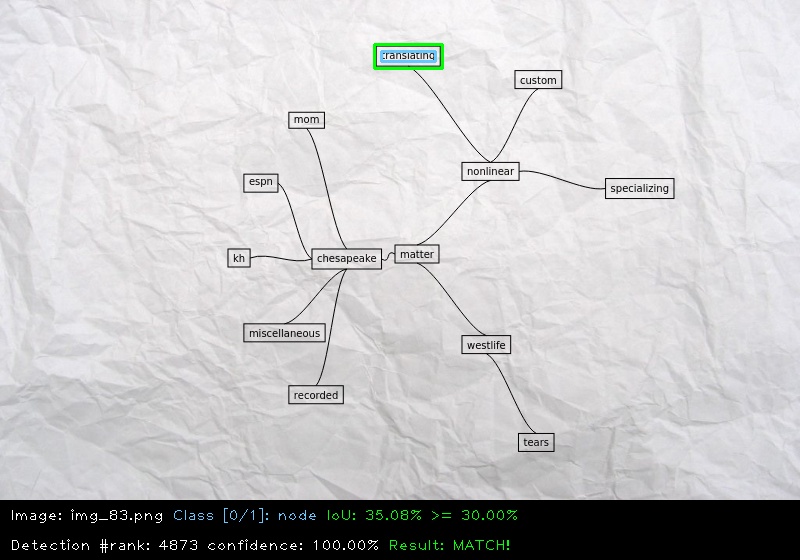 translating
custom
mom
nonlinear
espn
specializing
matter
kh
chesapeake
miscellaneous
westlife
recorded
tears
Image: img_83.png Class [0/1]: node IoU: 35.08% >= 30.00%
Detection #rank: 4873 confidence: 100.00% Result: MATCH!